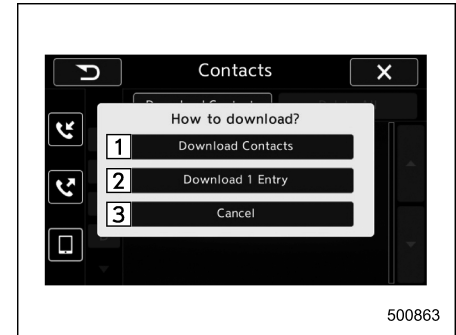 Contacts
How to download?
1 Download Contacts
2 Download 1 Entry
3 Cancel
500863